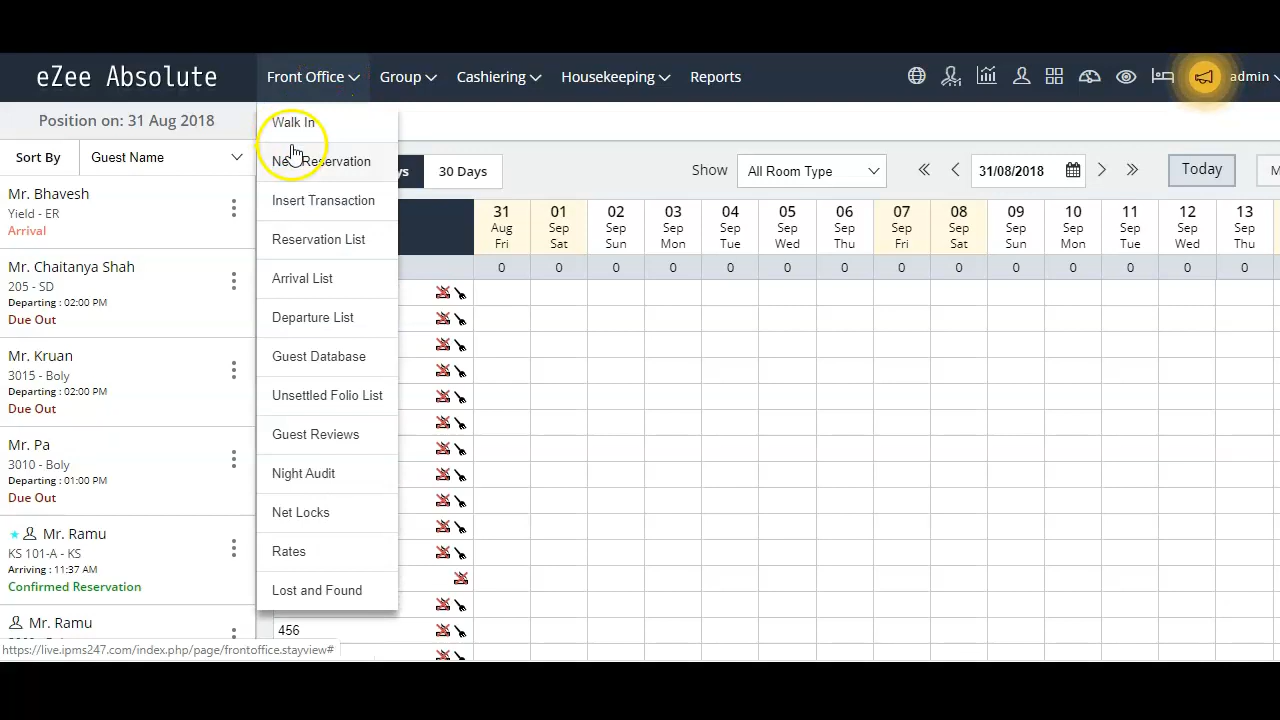 eZee Absolute
Front Office
Group
Cashiering
Housekeeping
Reports
admin
Position on: 31 Aug 2018
Sort By
Guest Name
Mr. Bhavesh
Yield - ER
Arrival
Mr. Chaitanya Shah
205 - SD
Departing : 02:00 PM
Due Out
Mr. Kruan
3015 - Boly
Departing : 02:00 PM
Due Out
Mr. Pa
3010 - Boly
Departing : 01:00 PM
Due Out
Mr. Ramu
KS 101-A - KS
Arriving : 11:37 AM
Confirmed Reservation
Mr. Ramu
Walk In
New Reservation
Insert Transaction
Reservation List
Arrival List
Departure List
Guest Database
Unsettled Folio List
Guest Reviews
Night Audit
Net Locks
Rates
Lost and Found
30 Days
Show
All Room Type
31/08/2018
Today
31 Aug Fri
01 Sep Sat
02 Sep Sun
03 Sep Mon
04 Sep Tue
05 Sep Wed
06 Sep Thu
07 Sep Fri
08 Sep Sat
09 Sep Sun
10 Sep Mon
11 Sep Tue
12 Sep Wed
13 Sep Thu
0 0 0 0 0 0 0 0 0 0 0 0 0 0
456
https://live.ipms247.com/index.php/page/frontoffice.stayview#